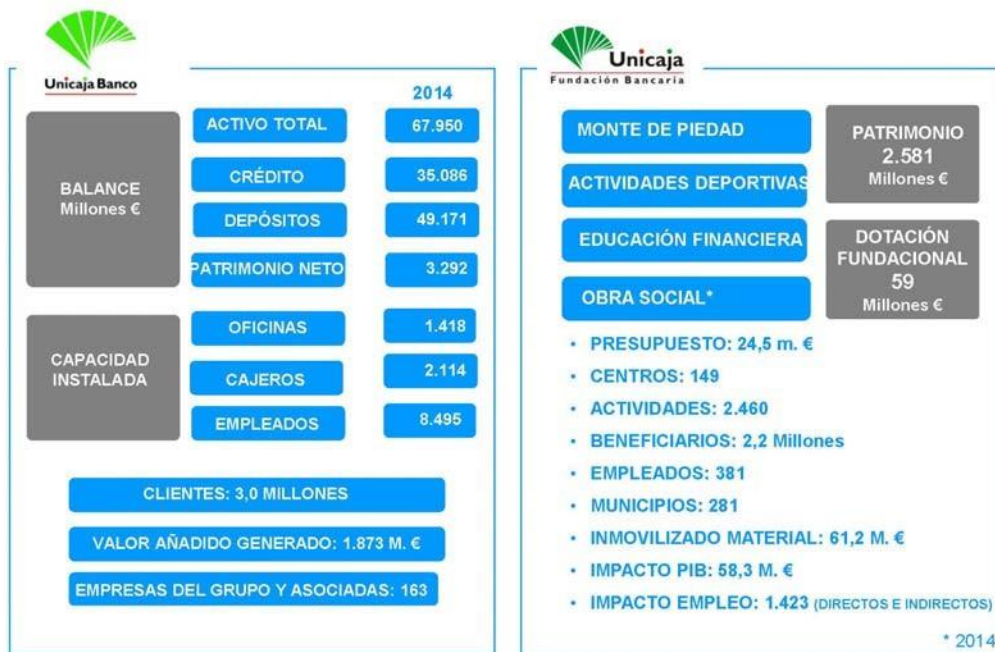 Unicaja Banco
2014
BALANCE
Millones €
ACTIVO TOTAL
67.950
CRÉDITO
35.086
DEPÓSITOS
49.171
PATRIMONIO NETO
3.292
CAPACIDAD
INSTALADA
OFICINAS
1.418
CAJEROS
2.114
EMPLEADOS
8.495
CLIENTES: 3,0 MILLONES
VALOR AÑADIDO GENERADO: 1.873 M. €
EMPRESAS DEL GRUPO Y ASOCIADAS: 163
Unicaja
Fundación Bancaria
MONTE DE PIEDAD
ACTIVIDADES DEPORTIVAS
EDUCACIÓN FINANCIERA
OBRA SOCIAL*
PATRIMONIO
2.581
Millones €
DOTACIÓN
FUNDACIONAL
59
Millones €
• PRESUPUESTO: 24,5 m. €
• CENTROS: 149
• ACTIVIDADES: 2.460
• BENEFICIARIOS: 2,2 Millones
• EMPLEADOS: 381
• MUNICIPIOS: 281
• INMOVILIZADO MATERIAL: 61,2 M. €
• IMPACTO PIB: 58,3 M. €
• IMPACTO EMPLEO: 1.423 (DIRECTOS E INDIRECTOS)
* 2014